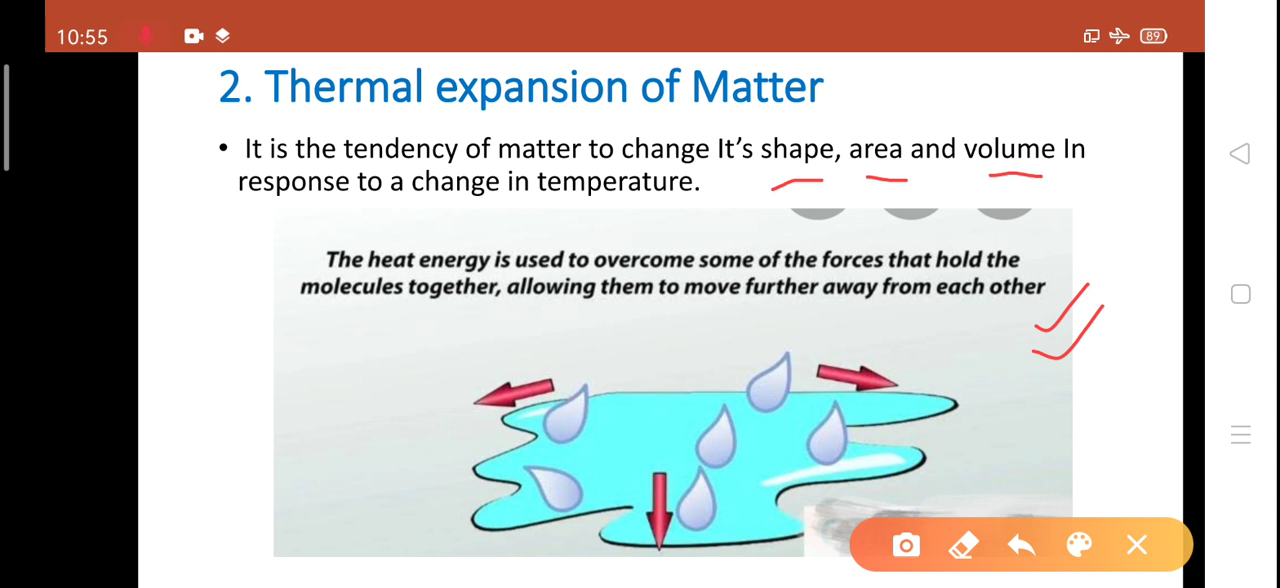 10:55
89
2. Thermal expansion of Matter
• It is the tendency of matter to change It's shape, area and volume In
response to a change in temperature.
The heat energy is used to overcome some of the forces that hold the
molecules together, allowing them to move further away from each other